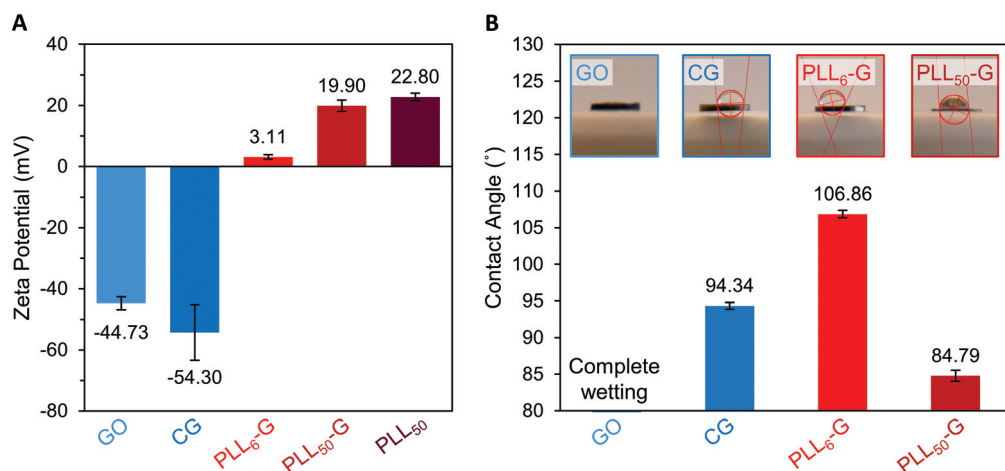 A
Zeta Potential (mV)
40
20
0
-20
-40
-60
-80
-44.73
-54.30
3.11
19.90
22.80
GO
CG
PLL₆-G
PLL₅₀-G
PLL₅₀
B
Contact Angle (°)
130
125
120
115
110
105
100
95
90
85
80
GO
CG
PLL₆-G
PLL₅₀-G
Complete
wetting
94.34
106.86
84.79
GO
CG
PLL₆-G
PLL₅₀-G